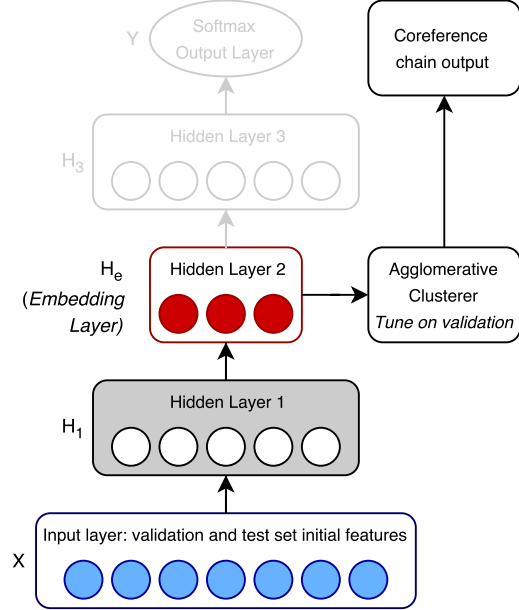 Y
Softmax
Output Layer
Coreference
chain output
H3
Hidden Layer 3
He
(Embedding
Layer)
Hidden Layer 2
Agglomerative
Clusterer
Tune on validation
H1
Hidden Layer 1
X
Input layer: validation and test set initial features